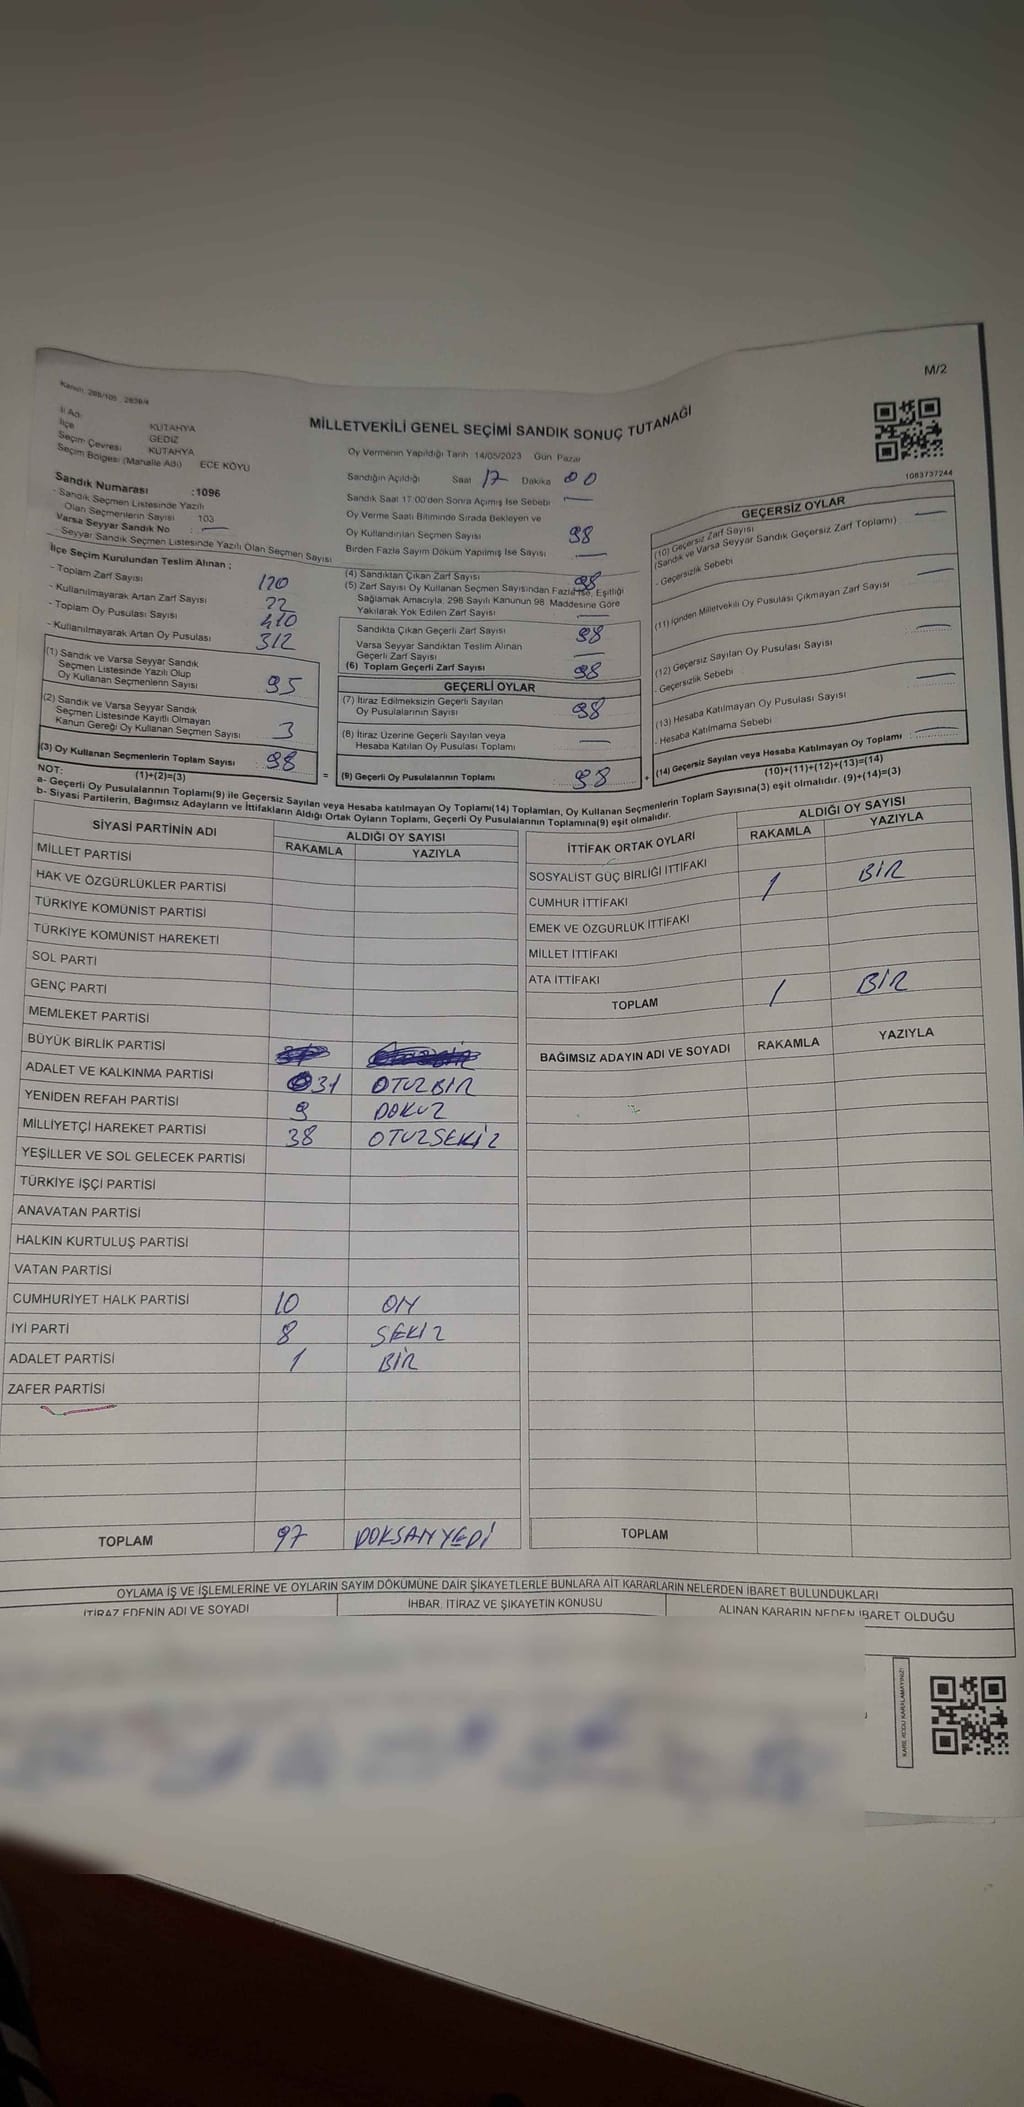 Kanun: 298/105 , 2839/4
M/2
MİLLETVEKİLİ GENEL SEÇİMİ SANDIK SONUÇ TUTANAĞI
1083737244
İl Adı KÜTAHYA
İlçe GEDİZ
Seçim Çevresi KÜTAHYA
Seçim Bölgesi (Mahalle Adı) ECE KÖYÜ
Sandık Numarası :1096
- Sandık Seçmen Listesinde Yazılı
Olan Seçmenlerin Sayısı 103
Varsa Seyyar Sandık No : —
- Seyyar Sandık Seçmen Listesinde Yazılı Olan Seçmen Sayısı
İlçe Seçim Kurulundan Teslim Alınan ;
- Toplam Zarf Sayısı 120
- Kullanılmayarak Artan Zarf Sayısı 22
- Toplam Oy Pusulası Sayısı 410
- Kullanılmayarak Artan Oy Pusulası 312
(1) Sandık ve Varsa Seyyar Sandık
Seçmen Listesinde Yazılı Olup
Oy Kullanan Seçmenlerin Sayısı 95
(2) Sandık ve Varsa Seyyar Sandık
Seçmen Listesinde Kayıtlı Olmayan
Kanun Gereği Oy Kullanan Seçmen Sayısı 3
(3) Oy Kullanan Seçmenlerin Toplam Sayısı 98
(1)+(2)=(3)
Oy Vermenin Yapıldığı Tarih :14/05/2023 Gün Pazar
Sandığın Açıldığı Saat 17 Dakika 00
Sandık Saat 17:00'den Sonra Açımış İse Sebebi —
Oy Verme Saati Bitiminde Sırada Bekleyen ve
Oy Kullandırılan Seçmen Sayısı 98
Birden Fazla Sayım Döküm Yapılmış İse Sayısı —
(4) Sandıktan Çıkan Zarf Sayısı 98
(5) Zarf Sayısı Oy Kullanan Seçmen Sayısından Fazla İse, Eşitliği
Sağlamak Amacıyla, 298 Sayılı Kanunun 98. Maddesine Göre
Yakılarak Yok Edilen Zarf Sayısı —
Sandıkta Çıkan Geçerli Zarf Sayısı 98
Varsa Seyyar Sandıktan Teslim Alınan
Geçerli Zarf Sayısı —
(6) Toplam Geçerli Zarf Sayısı 98
GEÇERLİ OYLAR
(7) İtiraz Edilmeksizin Geçerli Sayılan
Oy Pusulalarının Sayısı 98
(8) İtiraz Üzerine Geçerli Sayılan veya
Hesaba Katılan Oy Pusulası Toplamı —
= (9) Geçerli Oy Pusulalarının Toplamı 98 +
GEÇERSİZ OYLAR
(10) Geçersiz Zarf Sayısı
(Sandık ve Varsa Seyyar Sandık Geçersiz Zarf Toplamı) —
- Geçersizlik Sebebi
(11) İçinden Milletvekili Oy Pusulası Çıkmayan Zarf Sayısı —
(12) Geçersiz Sayılan Oy Pusulası Sayısı —
- Geçersizlik Sebebi
(13) Hesaba Katılmayan Oy Pusulası Sayısı —
- Hesaba Katılmama Sebebi
(14) Geçersiz Sayılan veya Hesaba Katılmayan Oy Toplamı —
(10)+(11)+(12)+(13)=(14)
NOT:
a- Geçerli Oy Pusulalarının Toplamı(9) ile Geçersiz Sayılan veya Hesaba katılmayan Oy Toplamı(14) Toplamları, Oy Kullanan Seçmenlerin Toplam Sayısına(3) eşit olmalıdır. (9)+(14)=(3)
b- Siyasi Partilerin, Bağımsız Adayların ve İttifakların Aldığı Ortak Oyların Toplamı, Geçerli Oy Pusulalarının Toplamına(9) eşit olmalıdır.
SİYASİ PARTİNİN ADI ALDIĞI OY SAYISI
RAKAMLA YAZIYLA
MİLLET PARTİSİ
HAK VE ÖZGÜRLÜKLER PARTİSİ
TÜRKİYE KOMÜNİST PARTİSİ
TÜRKİYE KOMÜNİST HAREKETİ
SOL PARTİ
GENÇ PARTİ
MEMLEKET PARTİSİ
BÜYÜK BİRLİK PARTİSİ
ADALET VE KALKINMA PARTİSİ 31 OTUZBİR
YENİDEN REFAH PARTİSİ 9 DOKUZ
MİLLİYETÇİ HAREKET PARTİSİ 38 OTUZSEKİZ
YEŞİLLER VE SOL GELECEK PARTİSİ
TÜRKİYE İŞÇİ PARTİSİ
ANAVATAN PARTİSİ
HALKIN KURTULUŞ PARTİSİ
VATAN PARTİSİ
CUMHURİYET HALK PARTİSİ 10 ON
İYİ PARTİ 8 SEKİZ
ADALET PARTİSİ 1 BİR
ZAFER PARTİSİ
TOPLAM 97 DOKSANYEDİ
İTTİFAK ORTAK OYLARI ALDIĞI OY SAYISI
RAKAMLA YAZIYLA
SOSYALİST GÜÇ BİRLİĞİ İTTİFAKI
CUMHUR İTTİFAKI 1 BİR
EMEK VE ÖZGÜRLÜK İTTİFAKI
MİLLET İTTİFAKI
ATA İTTİFAKI
TOPLAM 1 BİR
BAĞIMSIZ ADAYIN ADI VE SOYADI RAKAMLA YAZIYLA
TOPLAM
OYLAMA İŞ VE İŞLEMLERİNE VE OYLARIN SAYIM DÖKÜMÜNE DAİR ŞİKAYETLERLE BUNLARA AİT KARARLARIN NELERDEN İBARET BULUNDUKLARI
İTİRAZ EDENİN ADI VE SOYADI İHBAR, İTİRAZ VE ŞİKAYETİN KONUSU ALINAN KARARIN NEDEN İBARET OLDUĞU
KARE KODU KARALAMAYINIZ!